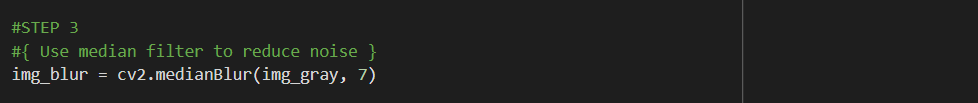 #STEP 3
#{ Use median filter to reduce noise }
img_blur = cv2.medianBlur(img_gray, 7)